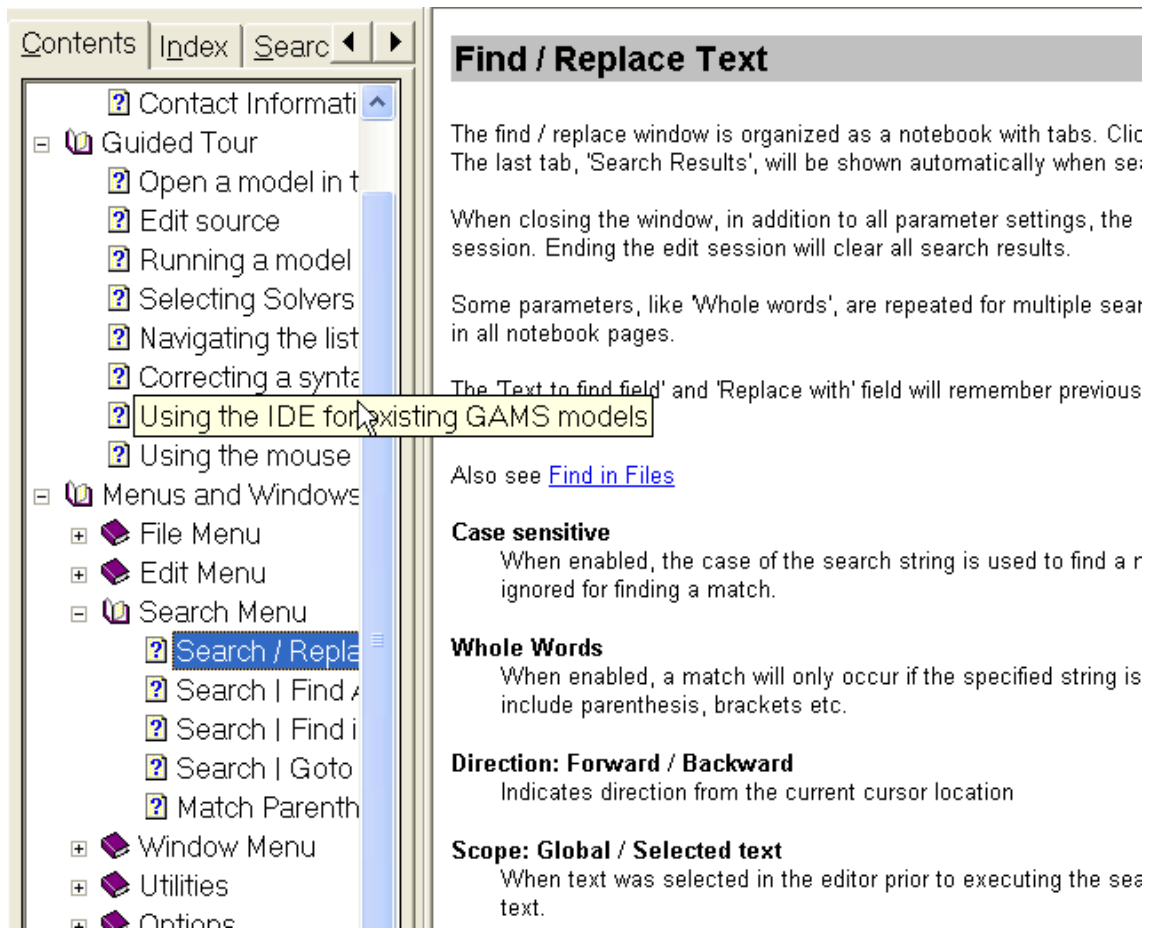 Contents
Index
Searc
Contact Informati
Guided Tour
Open a model in t
Edit source
Running a model
Selecting Solvers
Navigating the list
Correcting a synta
Using the IDE for existing GAMS models
Using the mouse
Menus and Windows
File Menu
Edit Menu
Search Menu
Search / Repla
Search | Find A
Search | Find i
Search | Goto
Match Parenth
Window Menu
Utilities
Options
Find / Replace Text
The find / replace window is organized as a notebook with tabs. Clic
The last tab, 'Search Results', will be shown automatically when sea
When closing the window, in addition to all parameter settings, the
session. Ending the edit session will clear all search results.
Some parameters, like 'Whole words', are repeated for multiple sear
in all notebook pages.
The 'Text to find field' and 'Replace with' field will remember previous
Also see Find in Files
Case sensitive
When enabled, the case of the search string is used to find a
ignored for finding a match.
Whole Words
When enabled, a match will only occur if the specified string is
include parenthesis, brackets etc.
Direction: Forward / Backward
Indicates direction from the current cursor location
Scope: Global / Selected text
When text was selected in the editor prior to executing the sea
text.